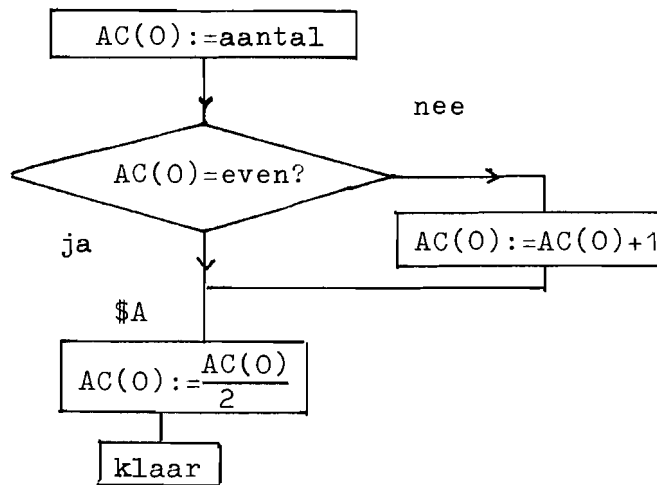 AC(0):=aantal
nee
AC(0)=even?
ja
AC(0):=AC(0)+1
$A
AC(0):=AC(0)/2
klaar